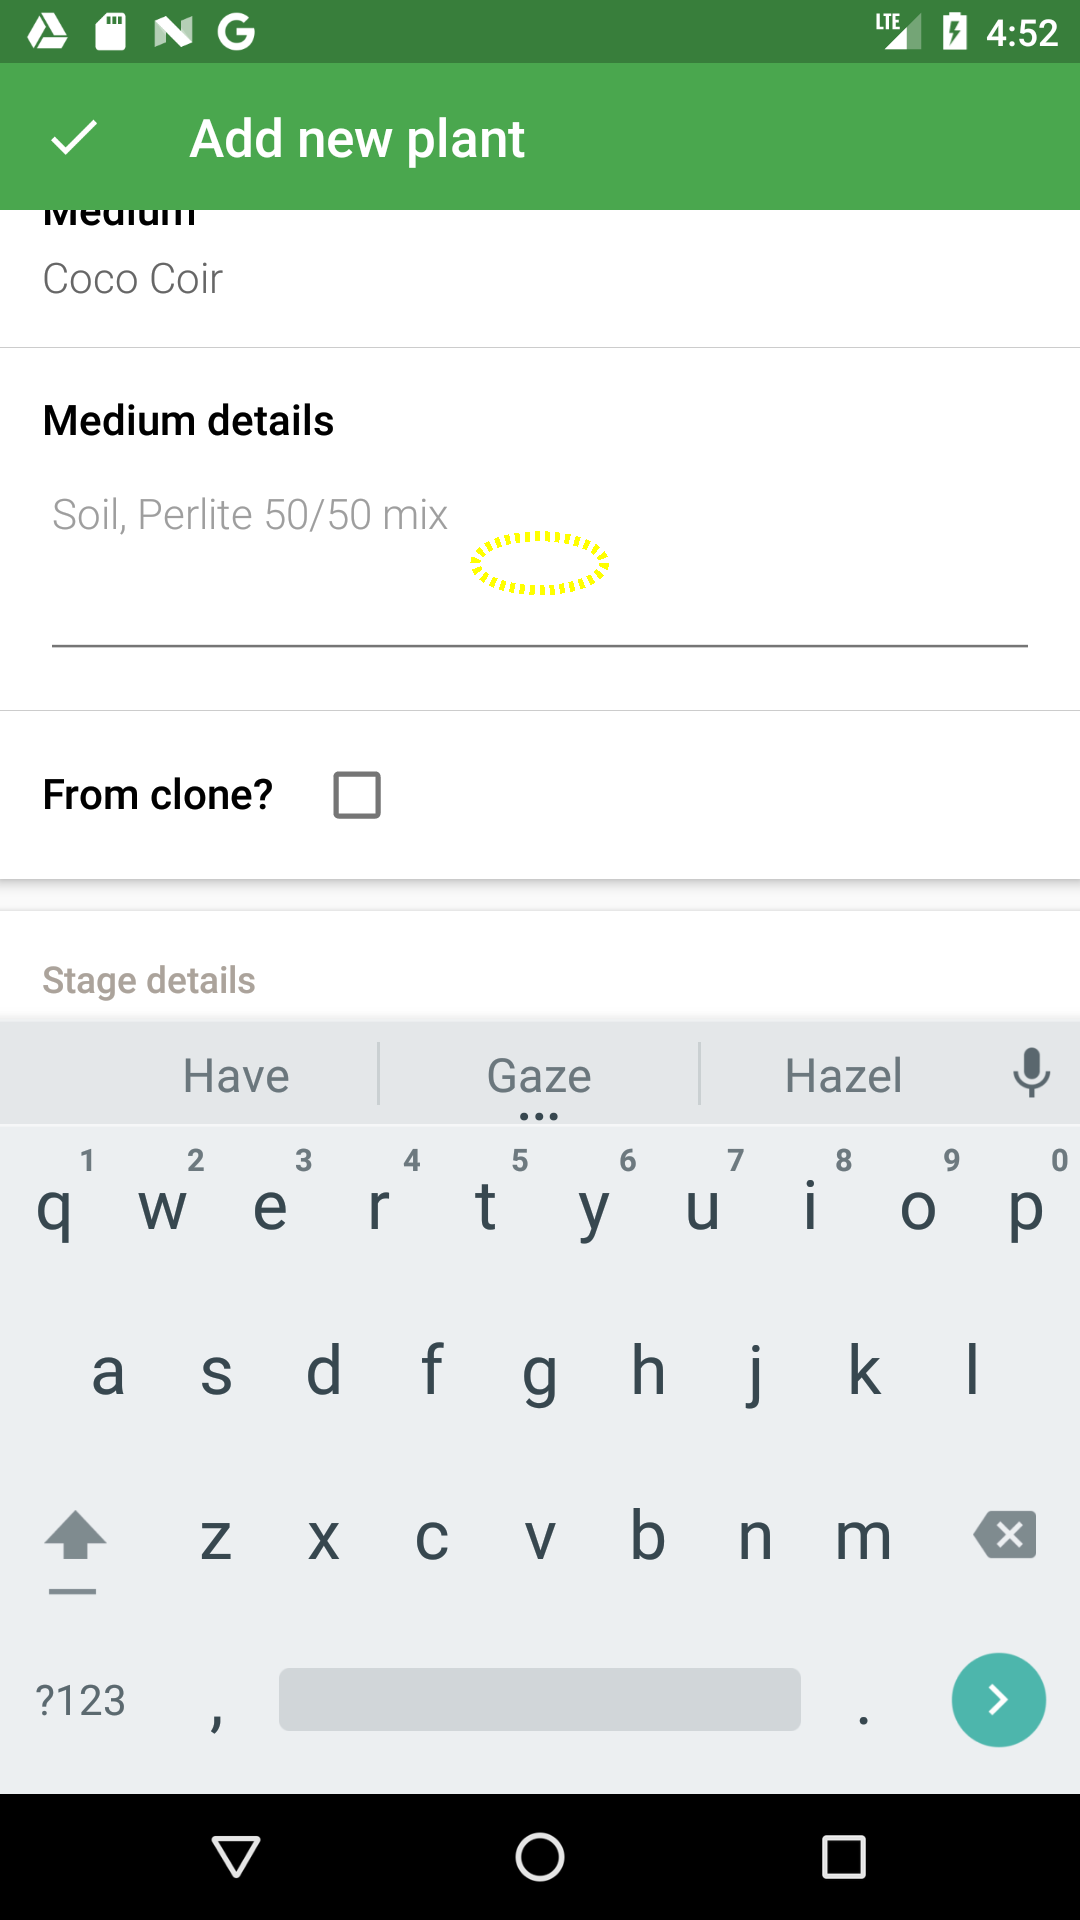 LTE 4:52
Add new plant
Medium
Coco Coir
Medium details
Soil, Perlite 50/50 mix
From clone?
Stage details
Have Gaze Hazel
1 2 3 4 5 6 7 8 9 0
q w e r t y u i o p
a s d f g h j k l
z x c v b n m
?123 , .